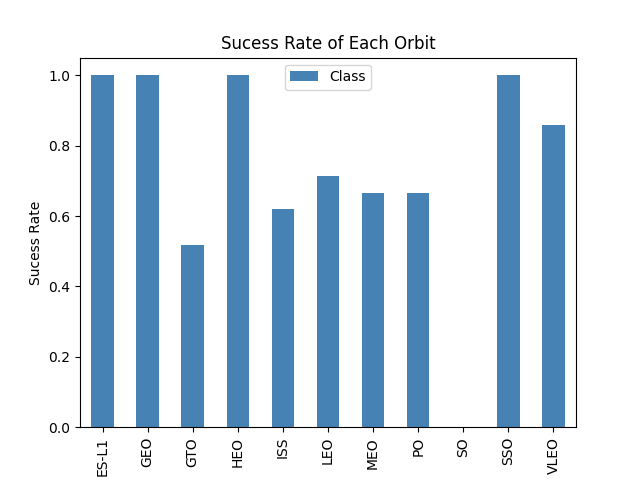 Sucess Rate of Each Orbit
Class
Sucess Rate
1.0
0.8
0.6
0.4
0.2
0.0
ES-L1
GEO
GTO
HEO
ISS
LEO
MEO
PO
SO
SSO
VLEO